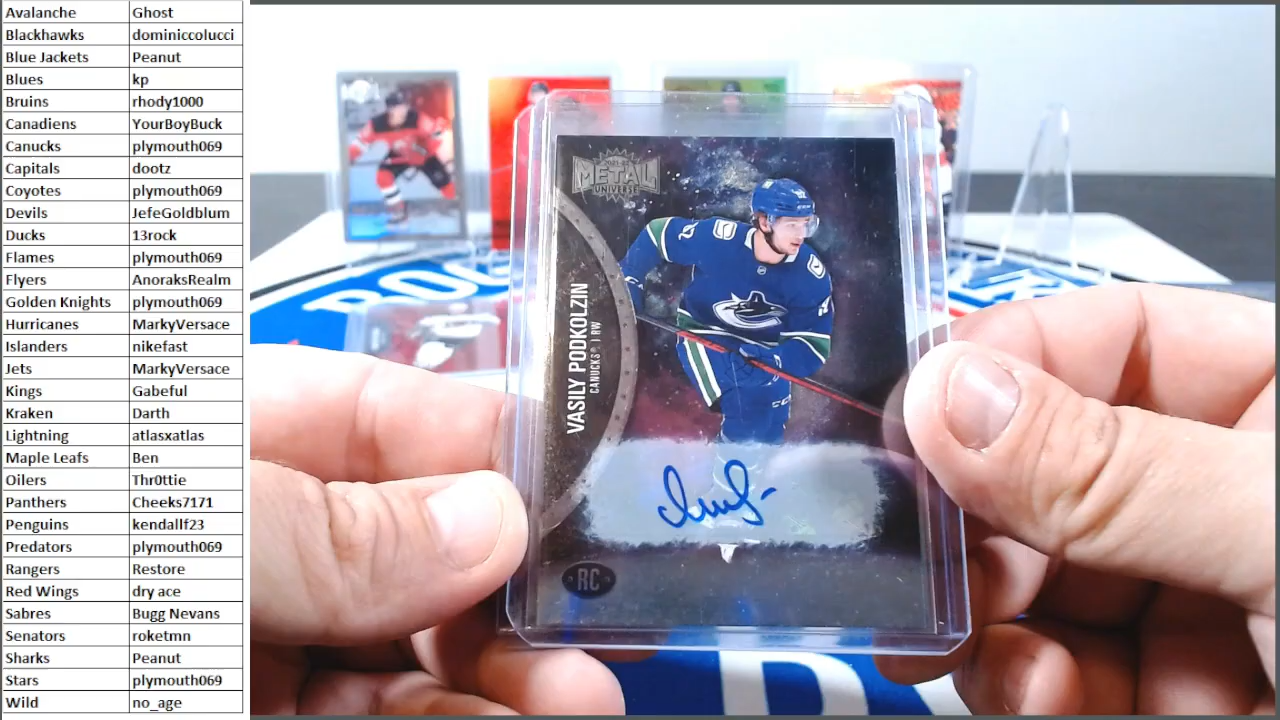 Avalanche Ghost
Blackhawks dominiccolucci
Blue Jackets Peanut
Blues kp
Bruins rhody1000
Canadiens YourBoyBuck
Canucks plymouth069
Capitals dootz
Coyotes plymouth069
Devils JefeGoldblum
Ducks 13rock
Flames plymouth069
Flyers AnoraksRealm
Golden Knights plymouth069
Hurricanes MarkyVersace
Islanders nikefast
Jets MarkyVersace
Kings Gabeful
Kraken Darth
Lightning atlasxatlas
Maple Leafs Ben
Oilers Thr0ttie
Panthers Cheeks7171
Penguins kendallf23
Predators plymouth069
Rangers Restore
Red Wings dry ace
Sabres Bugg Nevans
Senators roketmn
Sharks Peanut
Stars plymouth069
Wild no_age
2021-22
METAL
UNIVERSE
VASILY PODKOLZIN
CANUCKS | RW
RC